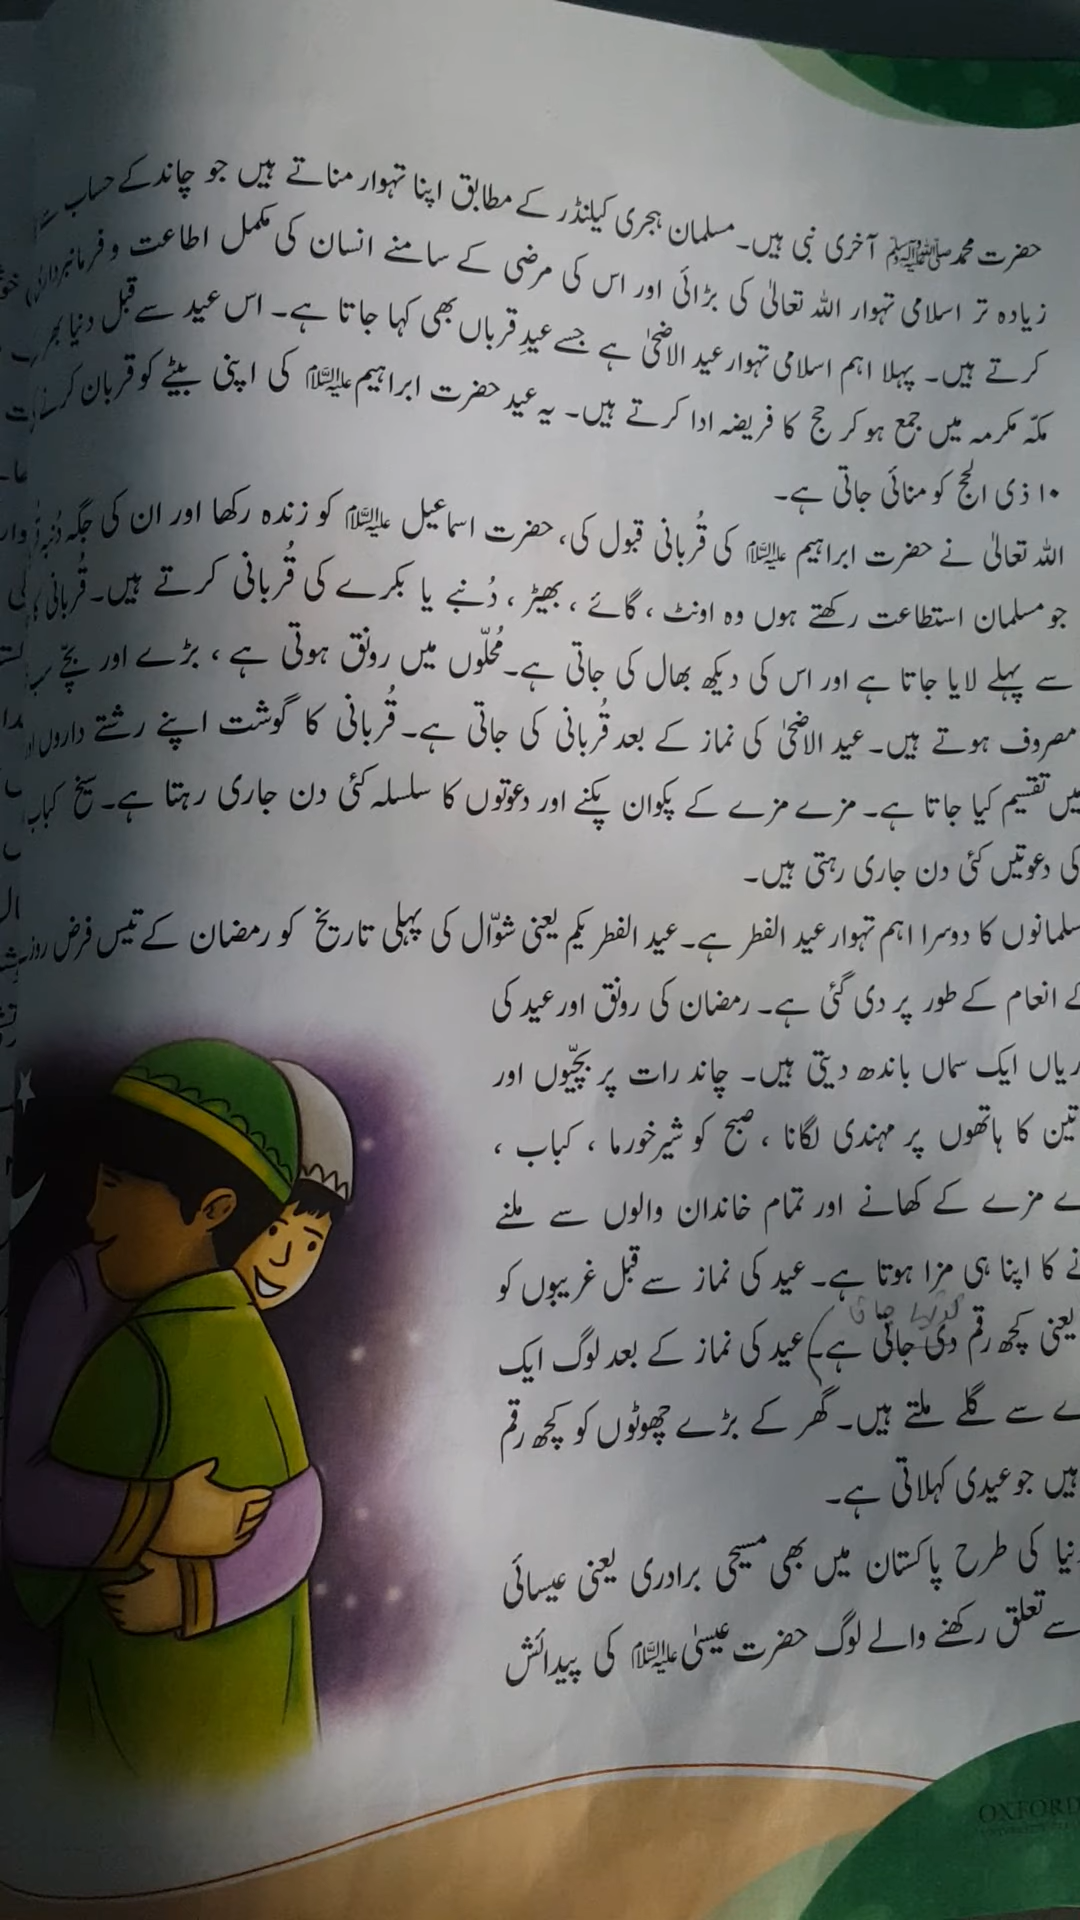 حضرت محمد ﷺ آخری نبی ہیں۔ مسلمان ہجری کیلنڈر کے مطابق اپنا تہوار مناتے ہیں جو چاند کے حساب سے
زیادہ تر اسلامی تہوار اللہ تعالیٰ کی بڑائی اور اس کی مرضی کے سامنے انسان کی مکمل اطاعت و فرمانبرداری
کرتے ہیں۔ پہلا اہم اسلامی تہوار عید الاضحیٰ ہے جسے عیدِ قرباں بھی کہا جاتا ہے۔ اس عید سے قبل دنیا بھر
مکّہ مکرمہ میں جمع ہو کر حج کا فریضہ ادا کرتے ہیں۔ یہ عید حضرت ابراہیم علیہ السلام کی اپنی بیٹے کو قربان کرنے
۱۰ ذی الحج کو منائی جاتی ہے۔
اللہ تعالیٰ نے حضرت ابراہیم علیہ السلام کی قُربانی قبول کی، حضرت اسماعیل علیہ السلام کو زندہ رکھا اور ان کی جگہ دُنبہ
جو مسلمان استطاعت رکھتے ہوں وہ اونٹ ، گائے ، بھیڑ ، دُنبے یا بکرے کی قُربانی کرتے ہیں۔ قُربانی
سے پہلے لایا جاتا ہے اور اس کی دیکھ بھال کی جاتی ہے۔ مُحلّوں میں رونق ہوتی ہے ، بڑے اور بچّے
مصروف ہوتے ہیں۔ عید الاضحیٰ کی نماز کے بعد قُربانی کی جاتی ہے۔ قُربانی کا گوشت اپنے رشتے داروں
میں تقسیم کیا جاتا ہے۔ مزے مزے کے پکوان پکنے اور دعوتوں کا سلسلہ کئی دن جاری رہتا ہے۔ سیخ کباب
کی دعوتیں کئی دن جاری رہتی ہیں۔
سلمانوں کا دوسرا اہم تہوار عید الفطر ہے۔ عید الفطر یکم یعنی شوّال کی پہلی تاریخ کو رمضان کے تیس فرض روز
کے انعام کے طور پر دی گئی ہے۔ رمضان کی رونق اور عید کی
ریاں ایک سماں باندھ دیتی ہیں۔ چاند رات پر بچّیوں اور
تین کا ہاتھوں پر مہندی لگانا ، صبح کو شیر خورما ، کباب ،
ے مزے کے کھانے اور تمام خاندان والوں سے ملنے
نے کا اپنا ہی مزا ہوتا ہے۔ عید کی نماز سے قبل غریبوں کو
یعنی کچھ رقم دی جاتی ہے۔) عید کی نماز کے بعد لوگ ایک
ے سے گلے ملتے ہیں۔ گھر کے بڑے چھوٹوں کو کچھ رقم
ہیں جو عیدی کہلاتی ہے۔
نیا کی طرح پاکستان میں بھی مسیحی برادری یعنی عیسائی
سے تعلق رکھنے والے لوگ حضرت عیسیٰ علیہ السلام کی پیدائش
OXFORD